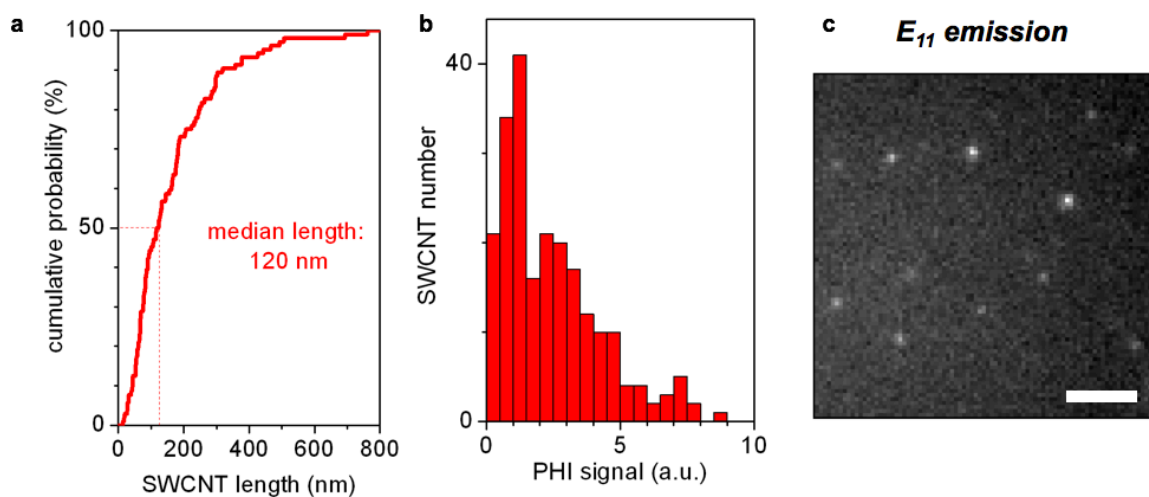 a
100
50
0
cumulative probability (%)
median length:
120 nm
0 200 400 600 800
SWCNT length (nm)
b
40
0
SWCNT number
0 5 10
PHI signal (a.u.)
c
E11 emission